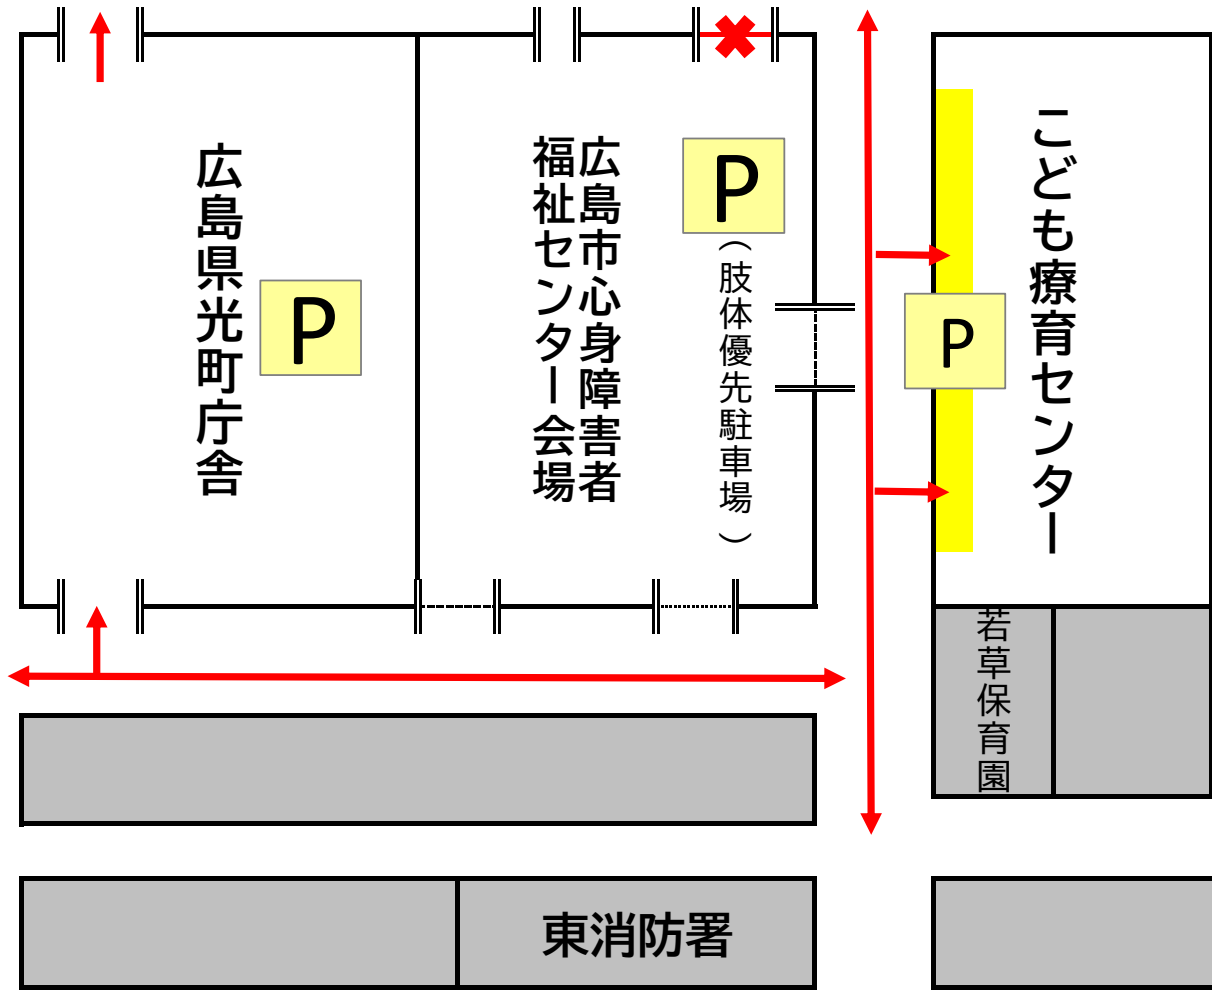 広島県光町庁舎
P
広島市心身障害者
福祉センター会場
P
（肢体優先駐車場）
こども療育センター
P
若草保育園
東消防署